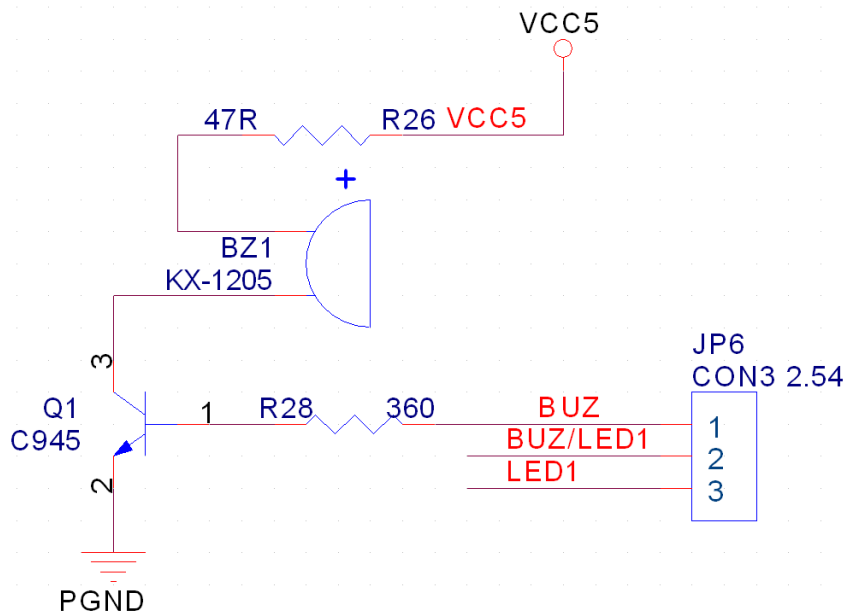 VCC5
47R R26 VCC5
+
BZ1
KX-1205
JP6
CON3 2.54
3
Q1 1 R28 360 BUZ 1
C945 BUZ/LED1 2
LED1 3
2
PGND